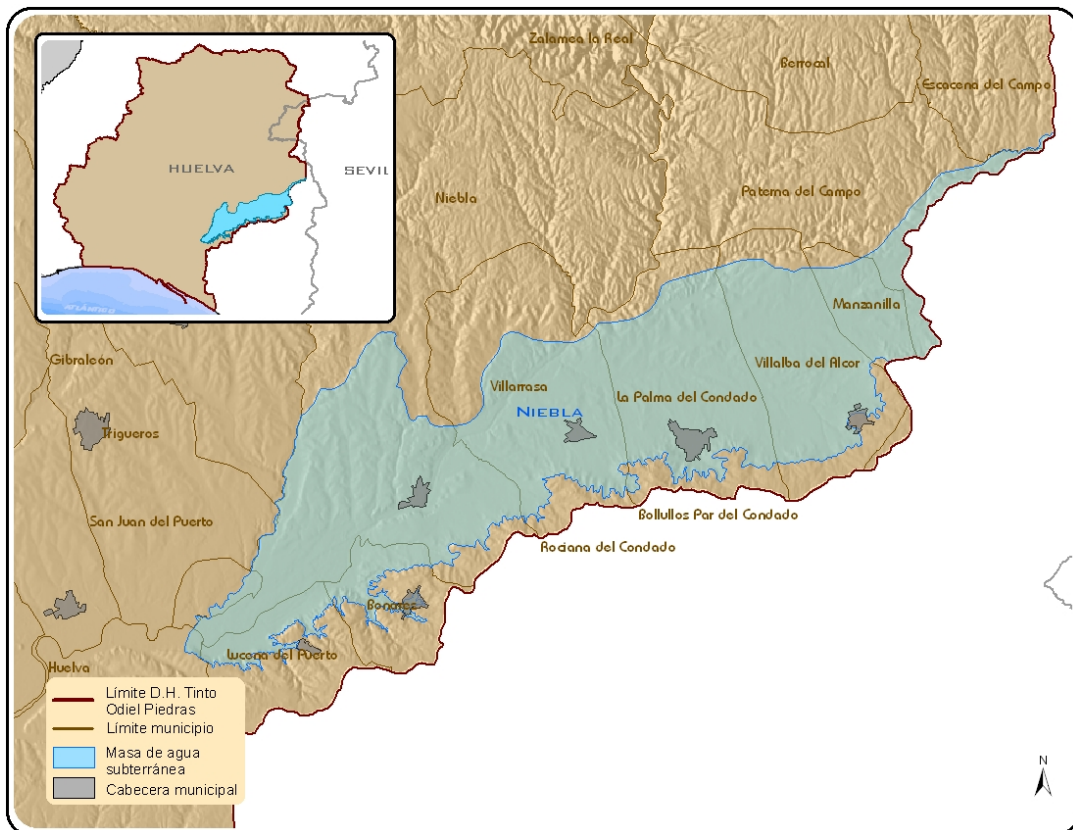 Zalamea la Real
Berrocal
Escacena del Campo
HUELVA
SEVIL
ATLÁNTICO
Niebla
Paterna del Campo
Manzanilla
Gibraleón
Villalba del Alcor
Villarrasa
La Palma del Condado
NIEBLA
Trigueros
San Juan del Puerto
Bollullos Par del Condado
Rociana del Condado
Bonares
Lucena del Puerto
Huelva
Límite D.H. Tinto
Odiel Piedras
Límite municipio
Masa de agua
subterránea
Cabecera municipal
N